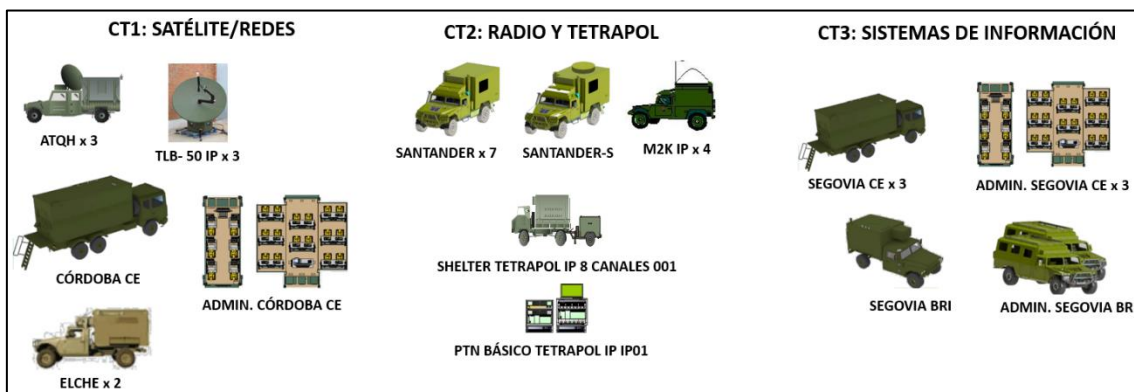 CT1: SATÉLITE/REDES
ATQH x 3
TLB- 50 IP x 3
CÓRDOBA CE
ADMIN. CÓRDOBA CE
ELCHE x 2
CT2: RADIO Y TETRAPOL
SANTANDER x 7
SANTANDER-S
M2K IP x 4
SHELTER TETRAPOL IP 8 CANALES 001
PTN BÁSICO TETRAPOL IP IP01
CT3: SISTEMAS DE INFORMACIÓN
SEGOVIA CE x 3
ADMIN. SEGOVIA CE x 3
SEGOVIA BRI
ADMIN. SEGOVIA BR